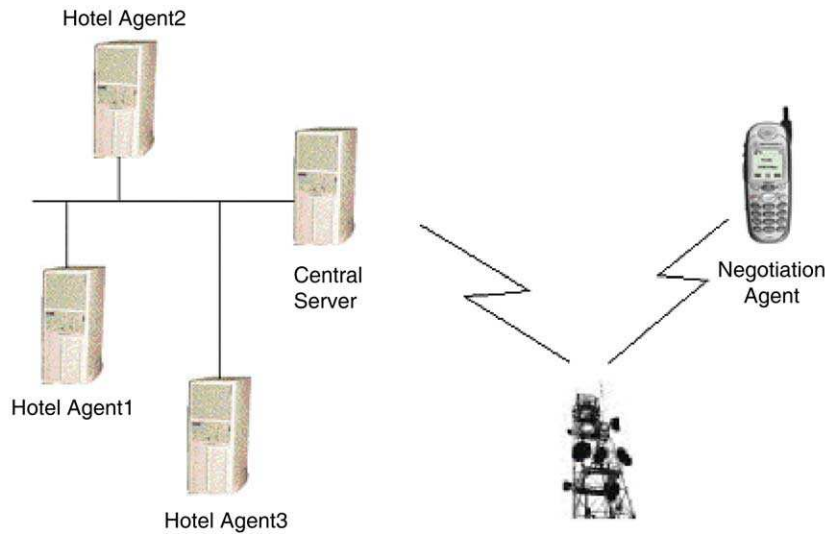 Hotel Agent2
Central
Server
Negotiation
Agent
Hotel Agent1
Hotel Agent3